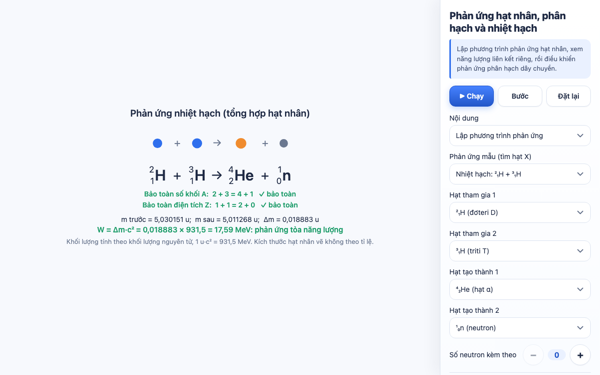 Phản ứng nhiệt hạch (tổng hợp hạt nhân)
+ → +
²₁H + ³₁H → ⁴₂He + ¹₀n
Bảo toàn số khối A: 2 + 3 = 4 + 1 ✓ bảo toàn
Bảo toàn điện tích Z: 1 + 1 = 2 + 0 ✓ bảo toàn
m trước = 5,030151 u; m sau = 5,011268 u; Δm = 0,018883 u
W = Δm·c² = 0,018883 × 931,5 = 17,59 MeV: phản ứng tỏa năng lượng
Khối lượng tính theo khối lượng nguyên tử, 1 u·c² = 931,5 MeV. Kích thước hạt nhân vẽ không theo tỉ lệ.
Phản ứng hạt nhân, phân
hạch và nhiệt hạch
Lập phương trình phản ứng hạt nhân, xem
năng lượng liên kết riêng, rồi điều khiển
phản ứng phân hạch dây chuyền.
▶ Chạy Bước Đặt lại
Nội dung
Lập phương trình phản ứng
Phản ứng mẫu (tìm hạt X)
Nhiệt hạch: ²₁H + ³₁H
Hạt tham gia 1
²₁H (đơteri D)
Hạt tham gia 2
³₁H (triti T)
Hạt tạo thành 1
⁴₂He (hạt α)
Hạt tạo thành 2
¹₀n (neutron)
Số neutron kèm theo − 0 +